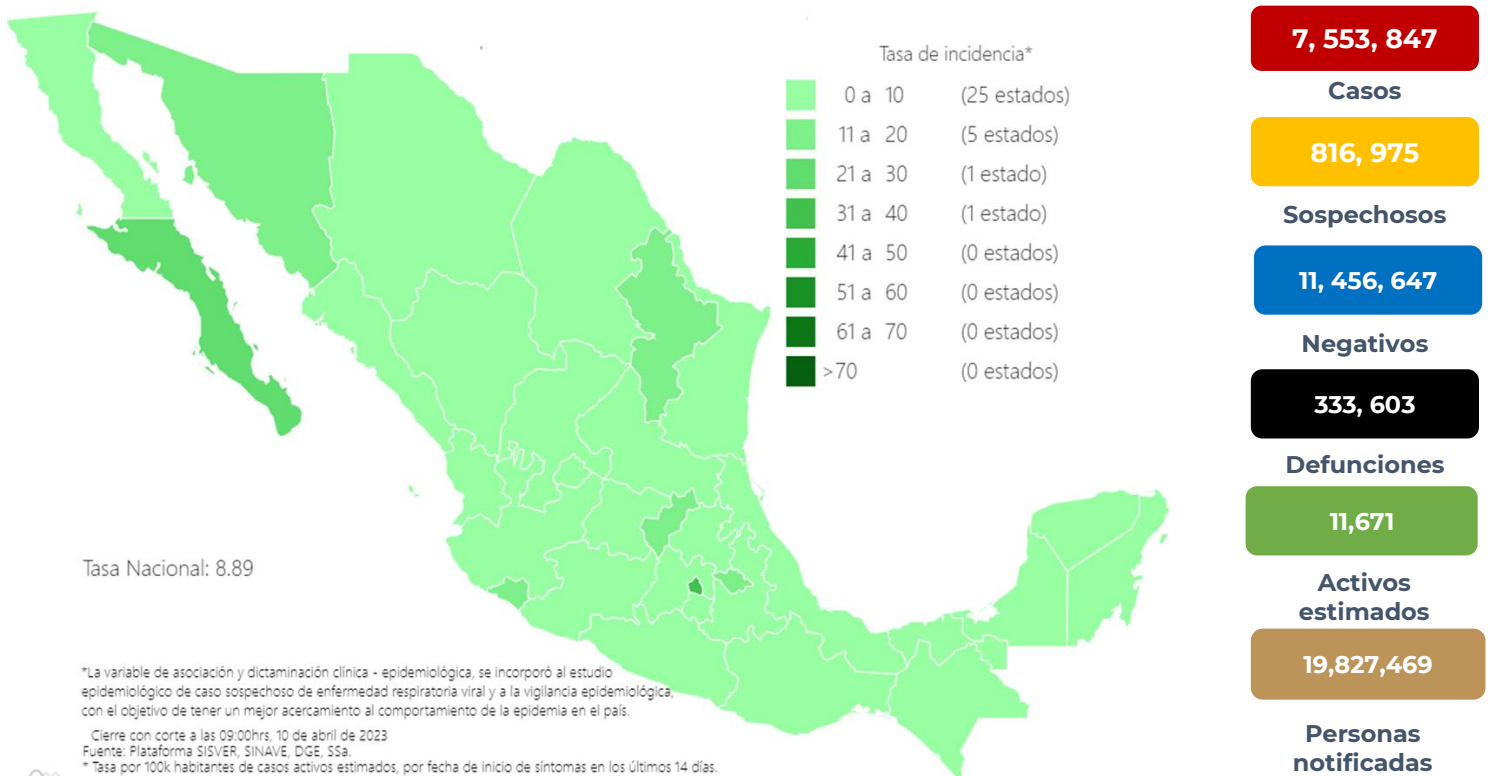 Tasa de incidencia*
0 a 10 (25 estados)
11 a 20 (5 estados)
21 a 30 (1 estado)
31 a 40 (1 estado)
41 a 50 (0 estados)
51 a 60 (0 estados)
61 a 70 (0 estados)
>70 (0 estados)
Tasa Nacional: 8.89
*La variable de asociación y dictaminación clínica - epidemiológica, se incorporó al estudio
epidemiológico de caso sospechoso de enfermedad respiratoria viral y a la vigilancia epidemiológica,
con el objetivo de tener un mejor acercamiento al comportamiento de la epidemia en el país.
Cierre con corte a las 09:00hrs, 10 de abril de 2023
Fuente: Plataforma SISVER, SINAVE, DGE, SSa.
* Tasa por 100k habitantes de casos activos estimados, por fecha de inicio de síntomas en los últimos 14 días.
7, 553, 847
Casos
816, 975
Sospechosos
11, 456, 647
Negativos
333, 603
Defunciones
11,671
Activos
estimados
19,827,469
Personas
notificadas